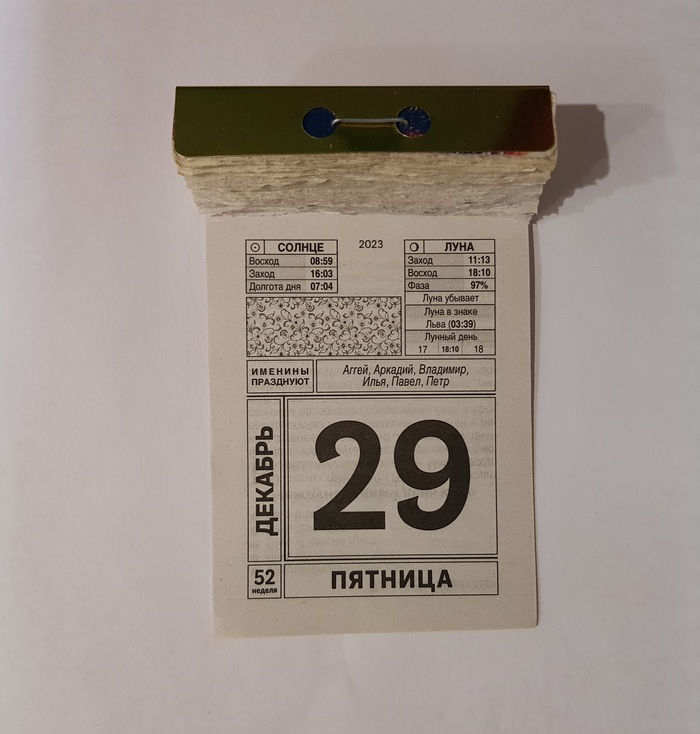 СОЛНЦЕ
Восход 08:59
Заход 16:03
Долгота дня 07:04
2023
ЛУНА
Заход 11:13
Восход 18:10
Фаза 97%
Луна убывает
Луна в знаке
Льва (03:39)
Лунный день
17 18:10 18
ИМЕНИНЫ
ПРАЗДНУЮТ
Аггей, Аркадий, Владимир,
Илья, Павел, Петр
ДЕКАБРЬ
29
52
неделя
ПЯТНИЦА